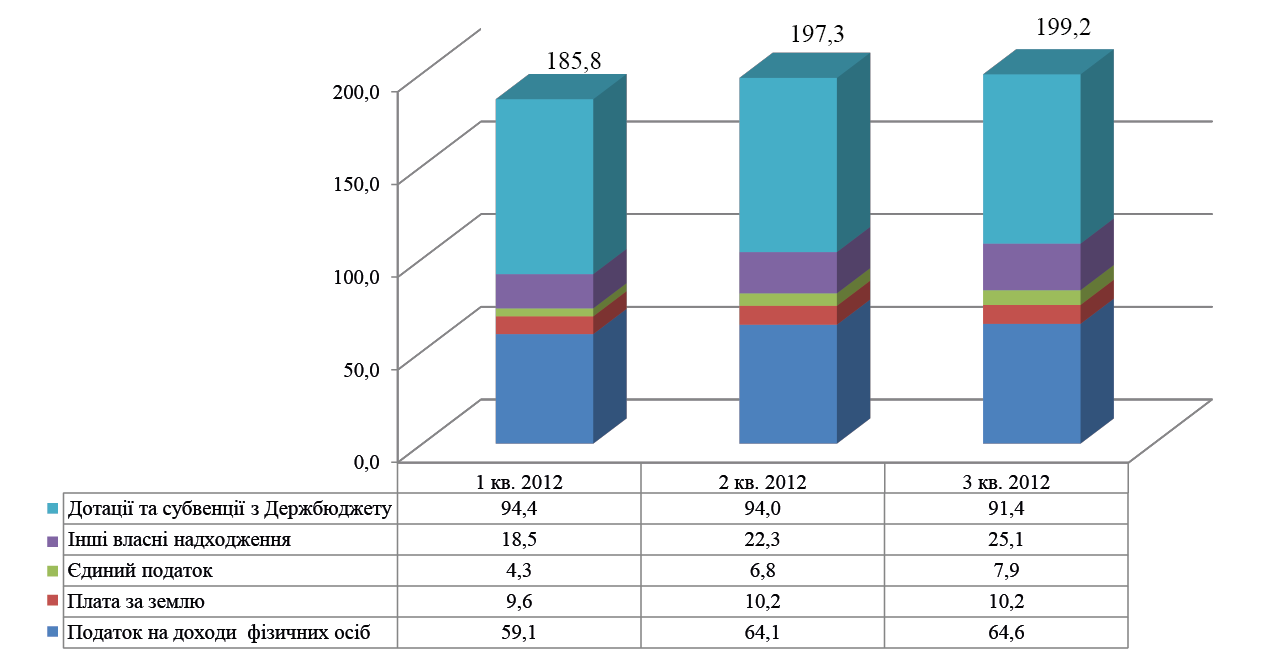 185,8
197,3
199,2
200,0
150,0
100,0
50,0
0,0
1 кв. 2012 2 кв. 2012 3 кв. 2012
Дотації та субвенції з Держбюджету 94,4 94,0 91,4
Інші власні надходження 18,5 22,3 25,1
Єдиний податок 4,3 6,8 7,9
Плата за землю 9,6 10,2 10,2
Податок на доходи фізичних осіб 59,1 64,1 64,6